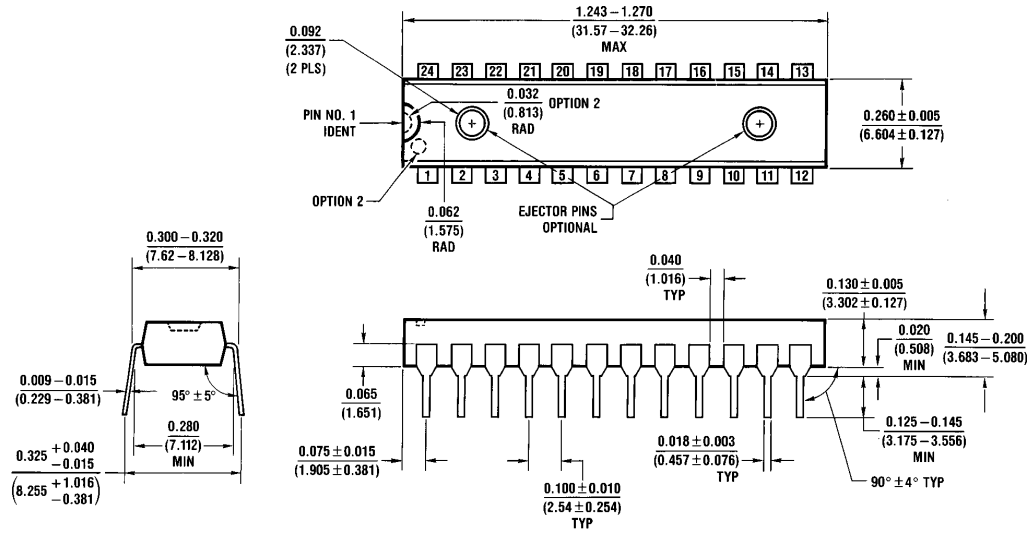 1.243 – 1.270
(31.57 – 32.26)
MAX
0.092
(2.337)
(2 PLS)
24 23 22 21 20 19 18 17 16 15 14 13
0.032
(0.813)
RAD
OPTION 2
PIN NO. 1
IDENT
0.260 ± 0.005
(6.604 ± 0.127)
1 2 3 4 5 6 7 8 9 10 11 12
OPTION 2
0.062
(1.575)
RAD
EJECTOR PINS
OPTIONAL
0.300 – 0.320
(7.62 – 8.128)
0.040
(1.016)
TYP
0.130 ± 0.005
(3.302 ± 0.127)
0.020
(0.508)
MIN
0.145 – 0.200
(3.683 – 5.080)
0.009 – 0.015
(0.229 – 0.381)
95° ± 5°
0.065
(1.651)
0.280
(7.112)
MIN
0.125 – 0.145
(3.175 – 3.556)
MIN
0.325 +0.040
–0.015
(8.255 +1.016
–0.381)
0.075 ± 0.015
(1.905 ± 0.381)
0.018 ± 0.003
(0.457 ± 0.076)
TYP
90° ± 4° TYP
0.100 ± 0.010
(2.54 ± 0.254)
TYP